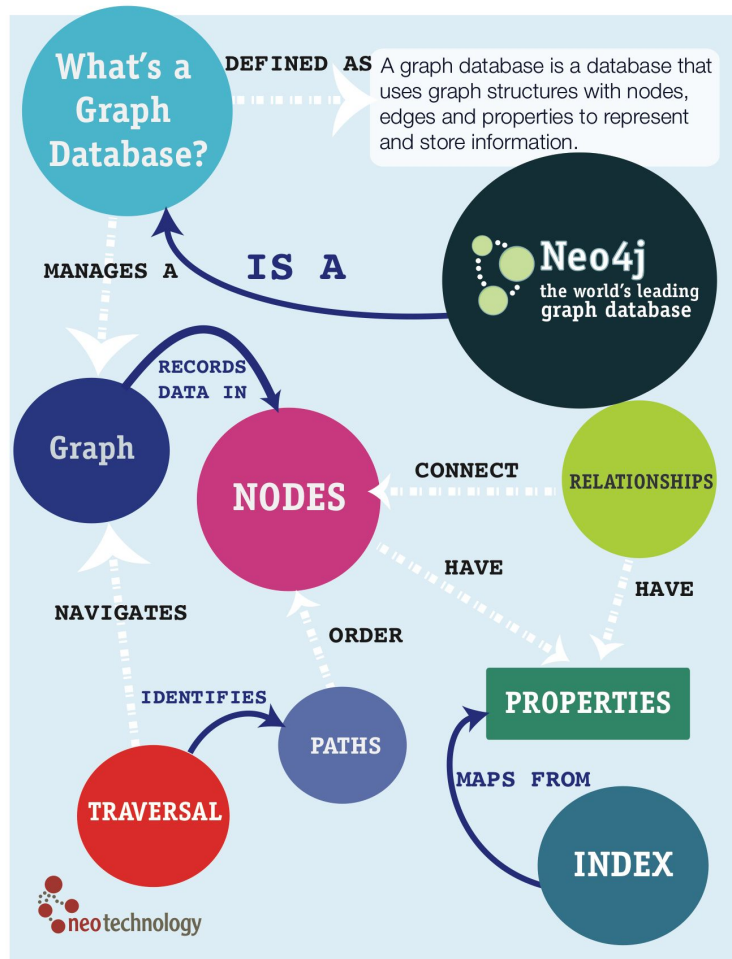 What's a
Graph
Database?
DEFINED AS
A graph database is a database that
uses graph structures with nodes,
edges and properties to represent
and store information.
MANAGES A
IS A
Neo4j
the world's leading
graph database
RECORDS
DATA IN
Graph
NODES
CONNECT
RELATIONSHIPS
HAVE
HAVE
NAVIGATES
ORDER
IDENTIFIES
PATHS
PROPERTIES
TRAVERSAL
MAPS FROM
INDEX
neotechnology